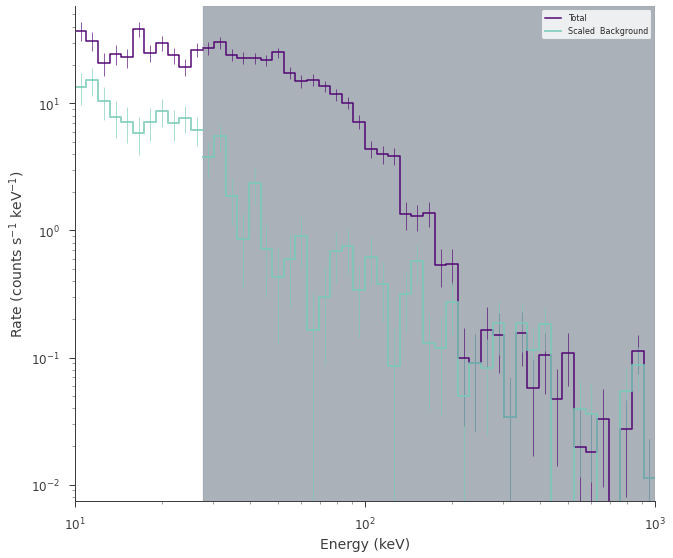 Total
Scaled  Background
10¹
10⁰
10⁻¹
10⁻²
Rate (counts s⁻¹ keV⁻¹)
10¹ 10² 10³
Energy (keV)